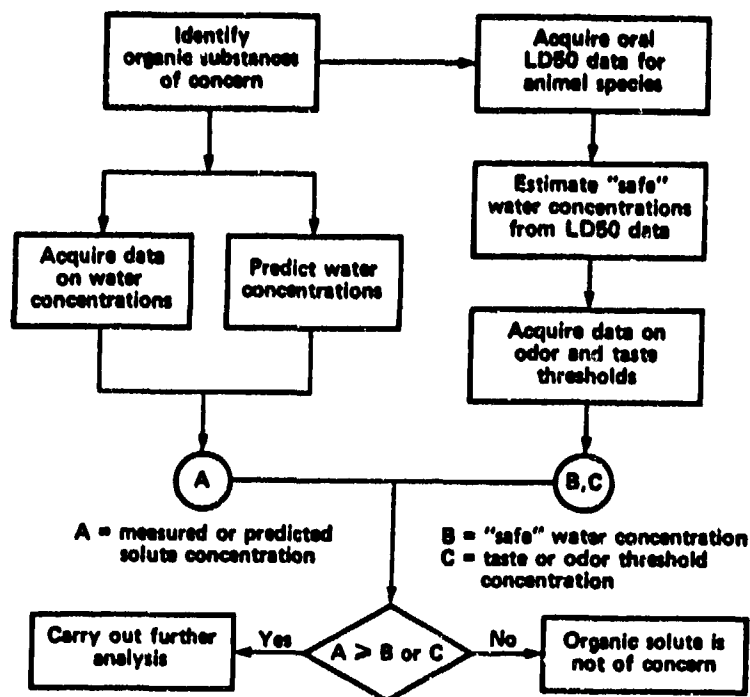 Identify
organic substances
of concern
Acquire oral
LD50 data for
animal species
Estimate "safe"
water concentrations
from LD50 data
Acquire data
on water
concentrations
Predict water
concentrations
Acquire data on
odor and taste
thresholds
A
B,C
A = measured or predicted
solute concentration
B = "safe" water concentration
C = taste or odor threshold
concentration
Carry out further
analysis
Yes
A ≥ B or C
No
Organic solute is
not of concern